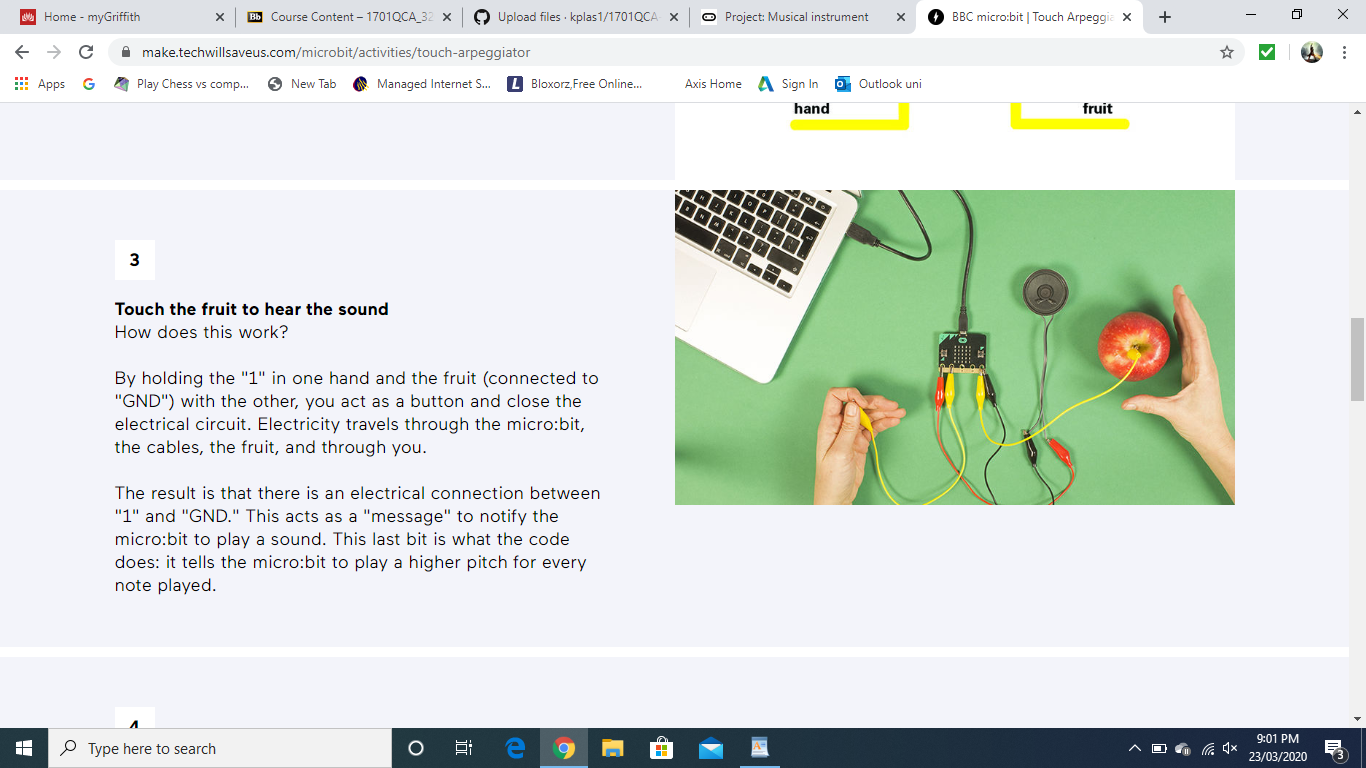 Home - myGriffith
Course Content – 1701QCA_32
Upload files · kplas1/1701QCA
Project: Musical instrument
BBC micro:bit | Touch Arpeggia
make.techwillsaveus.com/microbit/activities/touch-arpeggiator
Apps
Play Chess vs comp...
New Tab
Managed Internet S...
Bloxorz,Free Online...
Axis Home
Sign In
Outlook uni
hand
fruit
3
Touch the fruit to hear the sound
How does this work?
By holding the "1" in one hand and the fruit (connected to
"GND") with the other, you act as a button and close the
electrical circuit. Electricity travels through the micro:bit,
the cables, the fruit, and through you.
The result is that there is an electrical connection between
"1" and "GND." This acts as a "message" to notify the
micro:bit to play a sound. This last bit is what the code
does: it tells the micro:bit to play a higher pitch for every
note played.
4
Type here to search
9:01 PM
23/03/2020
3